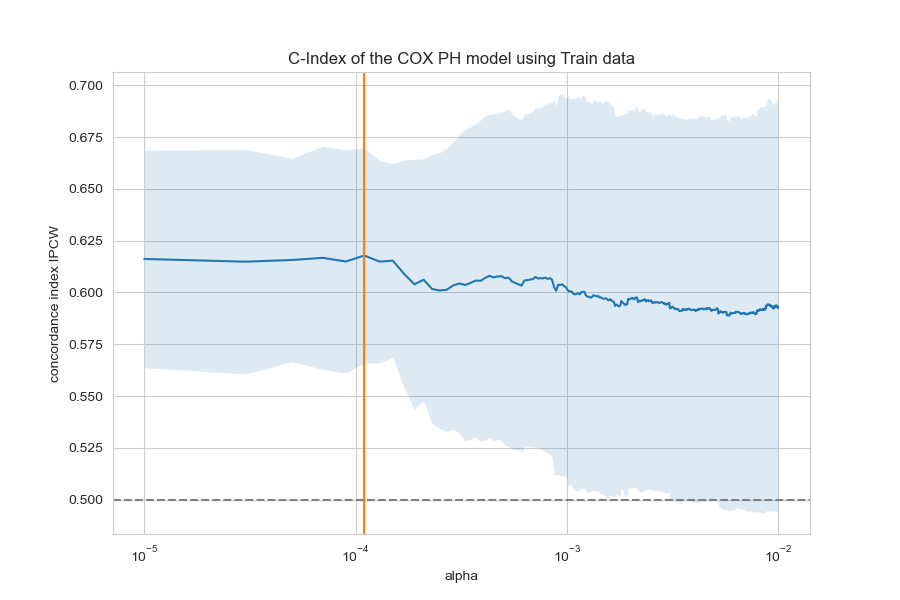 C-Index of the COX PH model using Train data
0.700
0.675
0.650
0.625
0.600
0.575
0.550
0.525
0.500
concordance index IPCW
10⁻⁵ 10⁻⁴ 10⁻³ 10⁻²
alpha